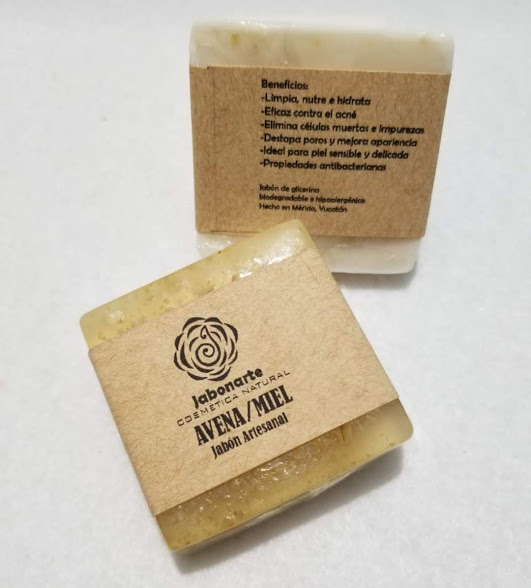 Beneficios:
-Limpia, nutre e hidrata
-Eficaz contra el acné
-Elimina células muertas e impurezas
-Destapa poros y mejora apariencia
-Ideal para piel sensible y delicada
-Propiedades antibacterianas
Jabón de glicerina
biodegradable e hipoalergénico
Hecho en Mérida, Yucatán
Jabonarte
COSMÉTICA NATURAL
AVENA/MIEL
Jabón Artesanal